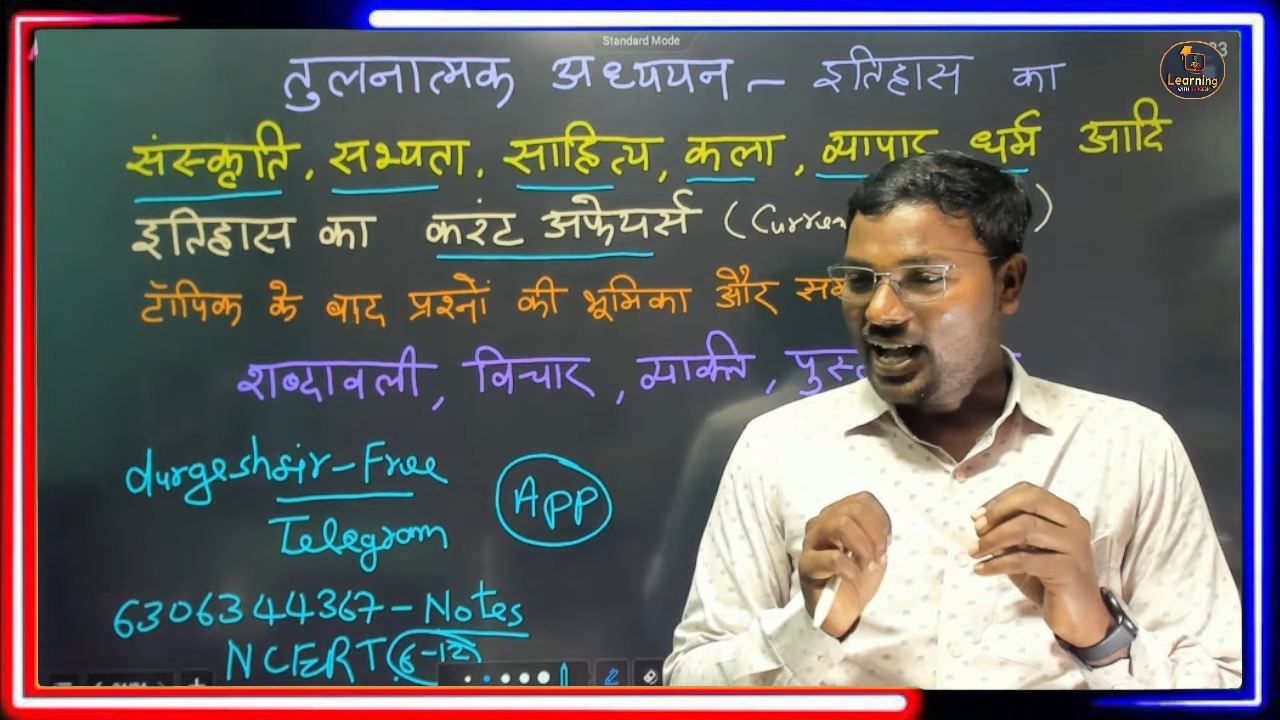 Standard Mode
Learning
तुलनात्मक अध्ययन – इतिहास का
संस्कृति, सभ्यता, साहित्य, कला, व्यापार, धर्म आदि
इतिहास का करंट अफेयर्स ( )
टॉपिक के बाद प्रश्नों की भूमिका और
शब्दावली, विचार, व्यक्ति,
durgeshsir-Free
Telegram
App
6306344367-Notes
NCERT (6-12)